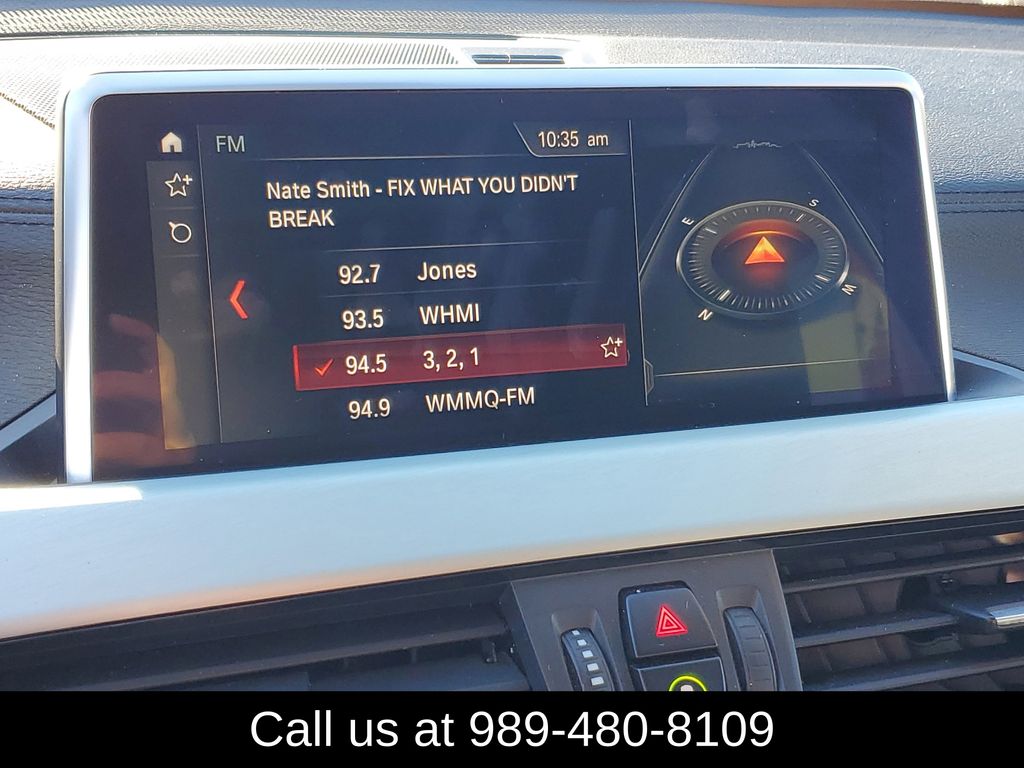 FM
10:35 am
Nate Smith - FIX WHAT YOU DIDN'T
BREAK
92.7 Jones
93.5 WHMI
94.5 3, 2, 1
94.9 WMMQ-FM
E S
N W
Call us at 989-480-8109